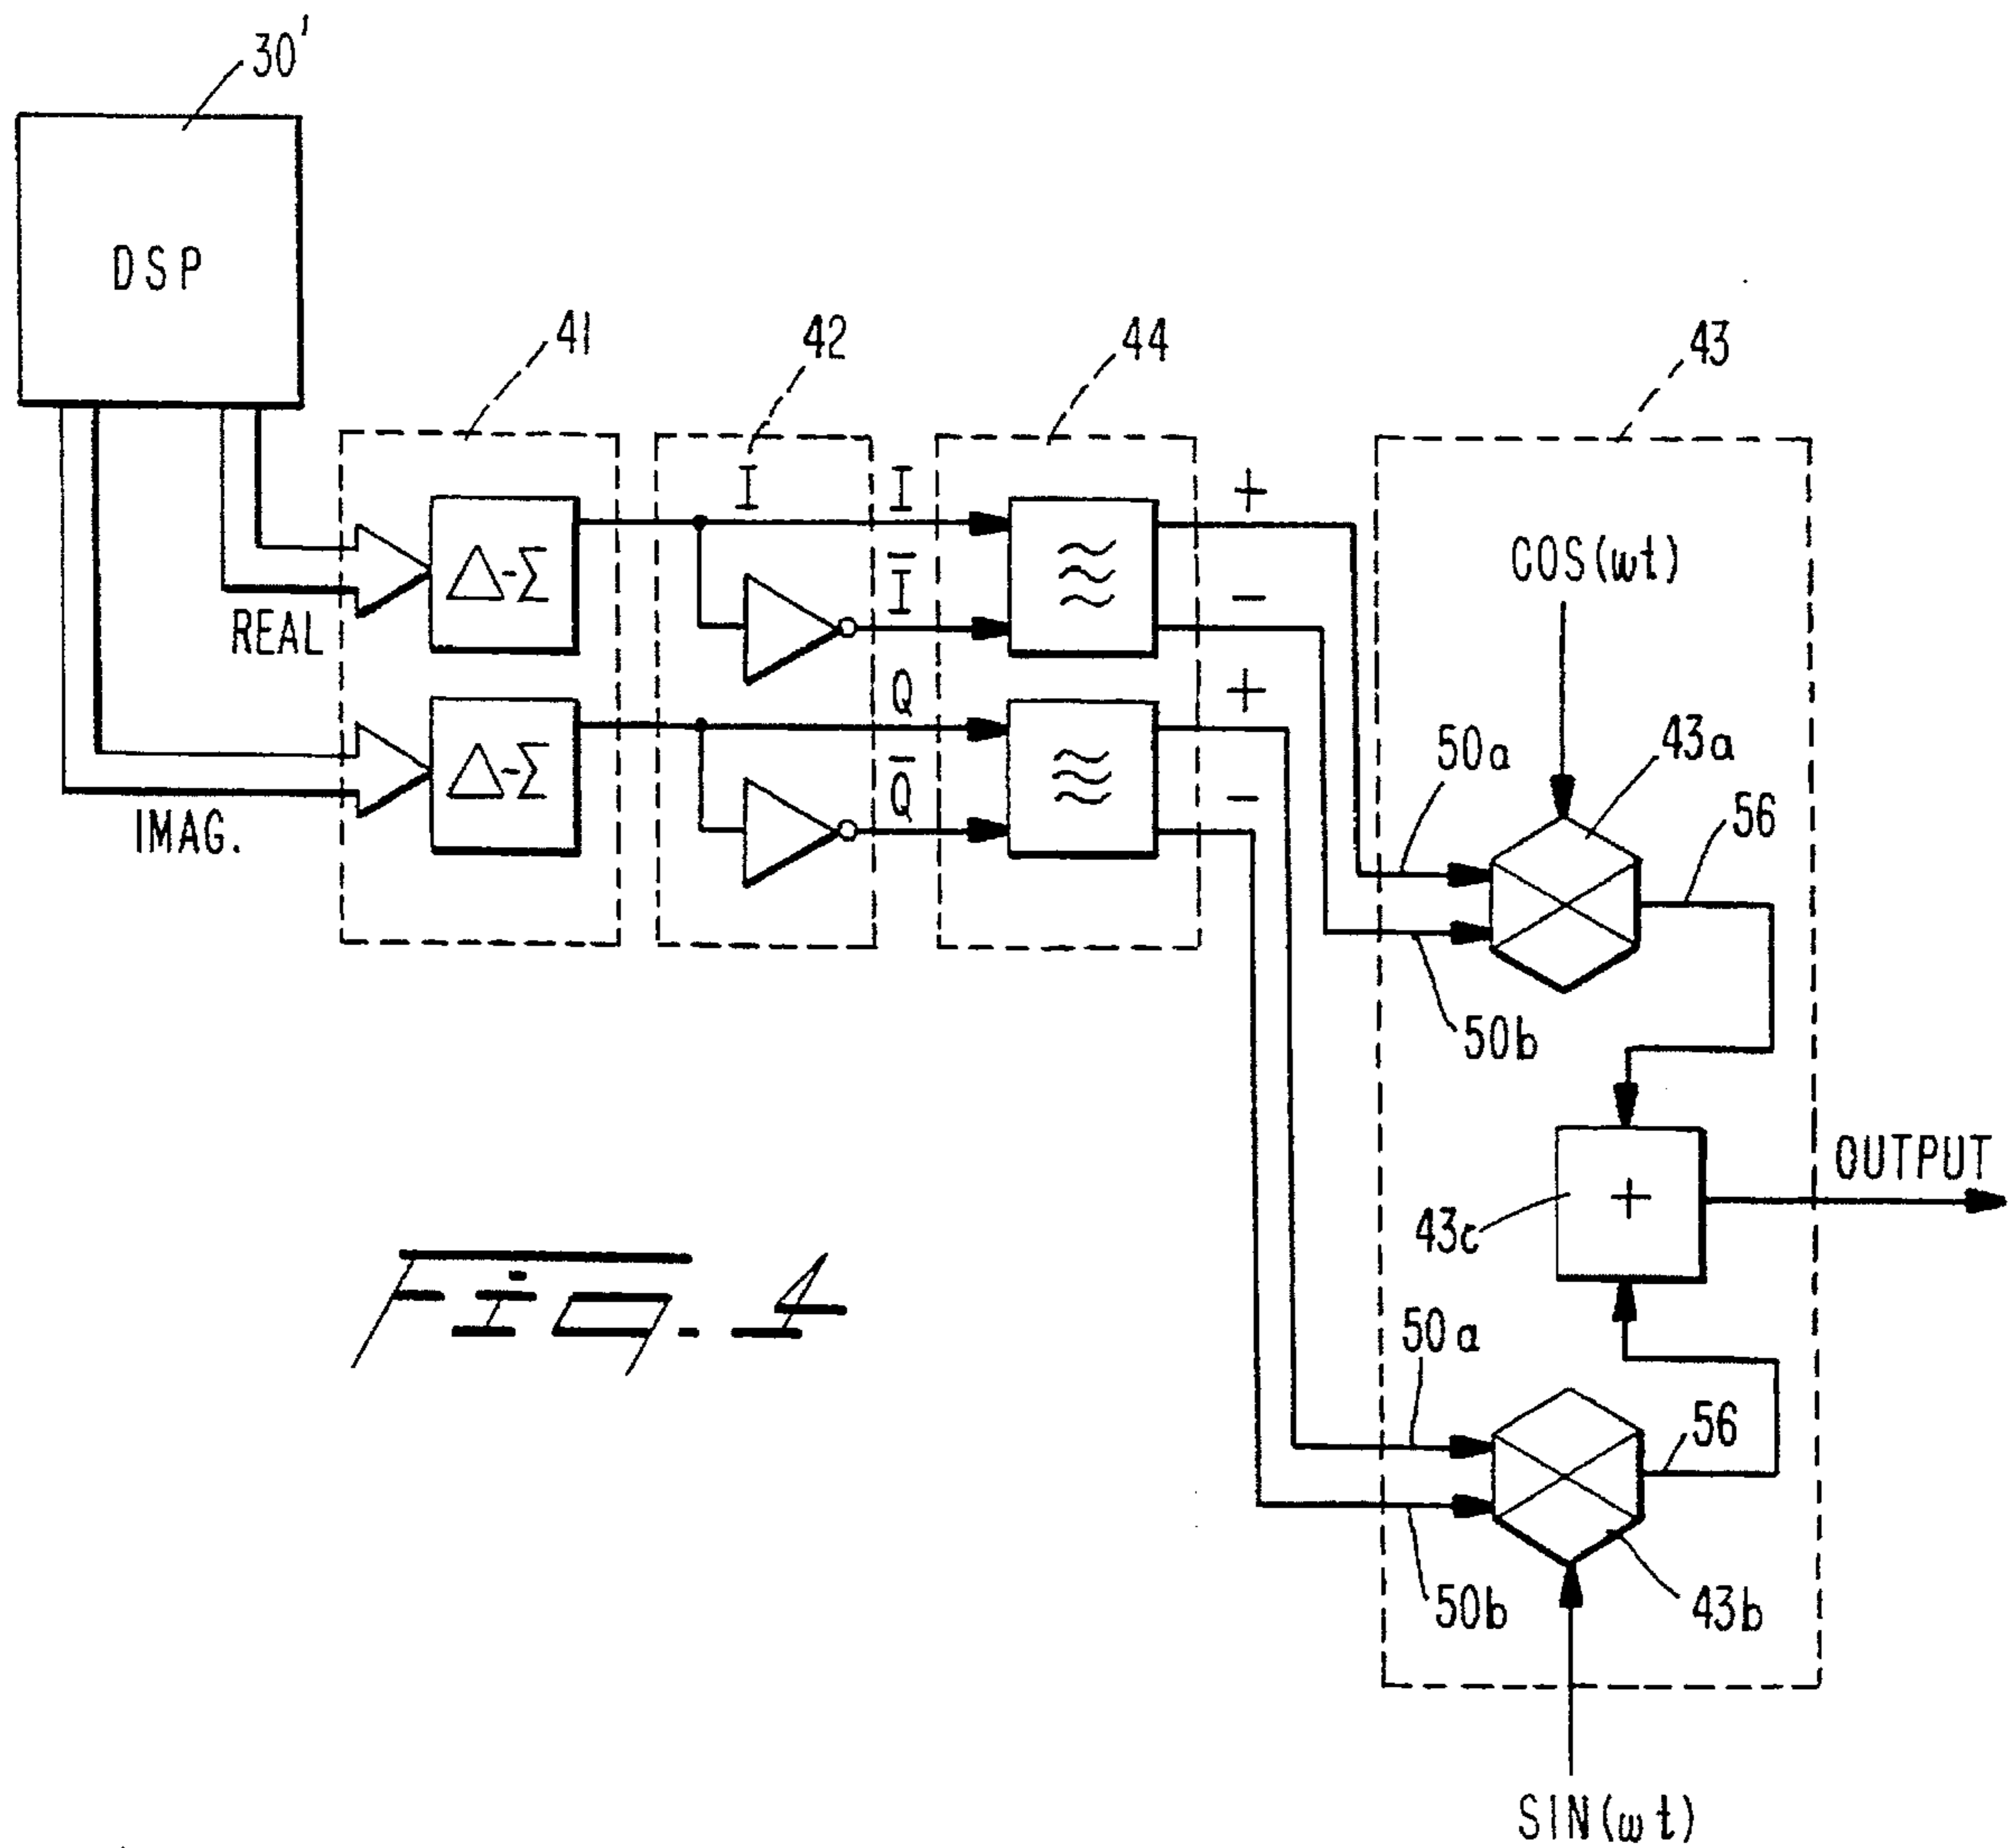 30'
DSP
41
42
44
43
I
I
+
Δ-Σ
Ī
−
COS(ωt)
REAL
Q
+
Δ-Σ
Q̄
−
50a
43a
IMAG.
56
50b
43c
+
OUTPUT
Fig. 4
50a
56
50b
43b
SIN(ωt)